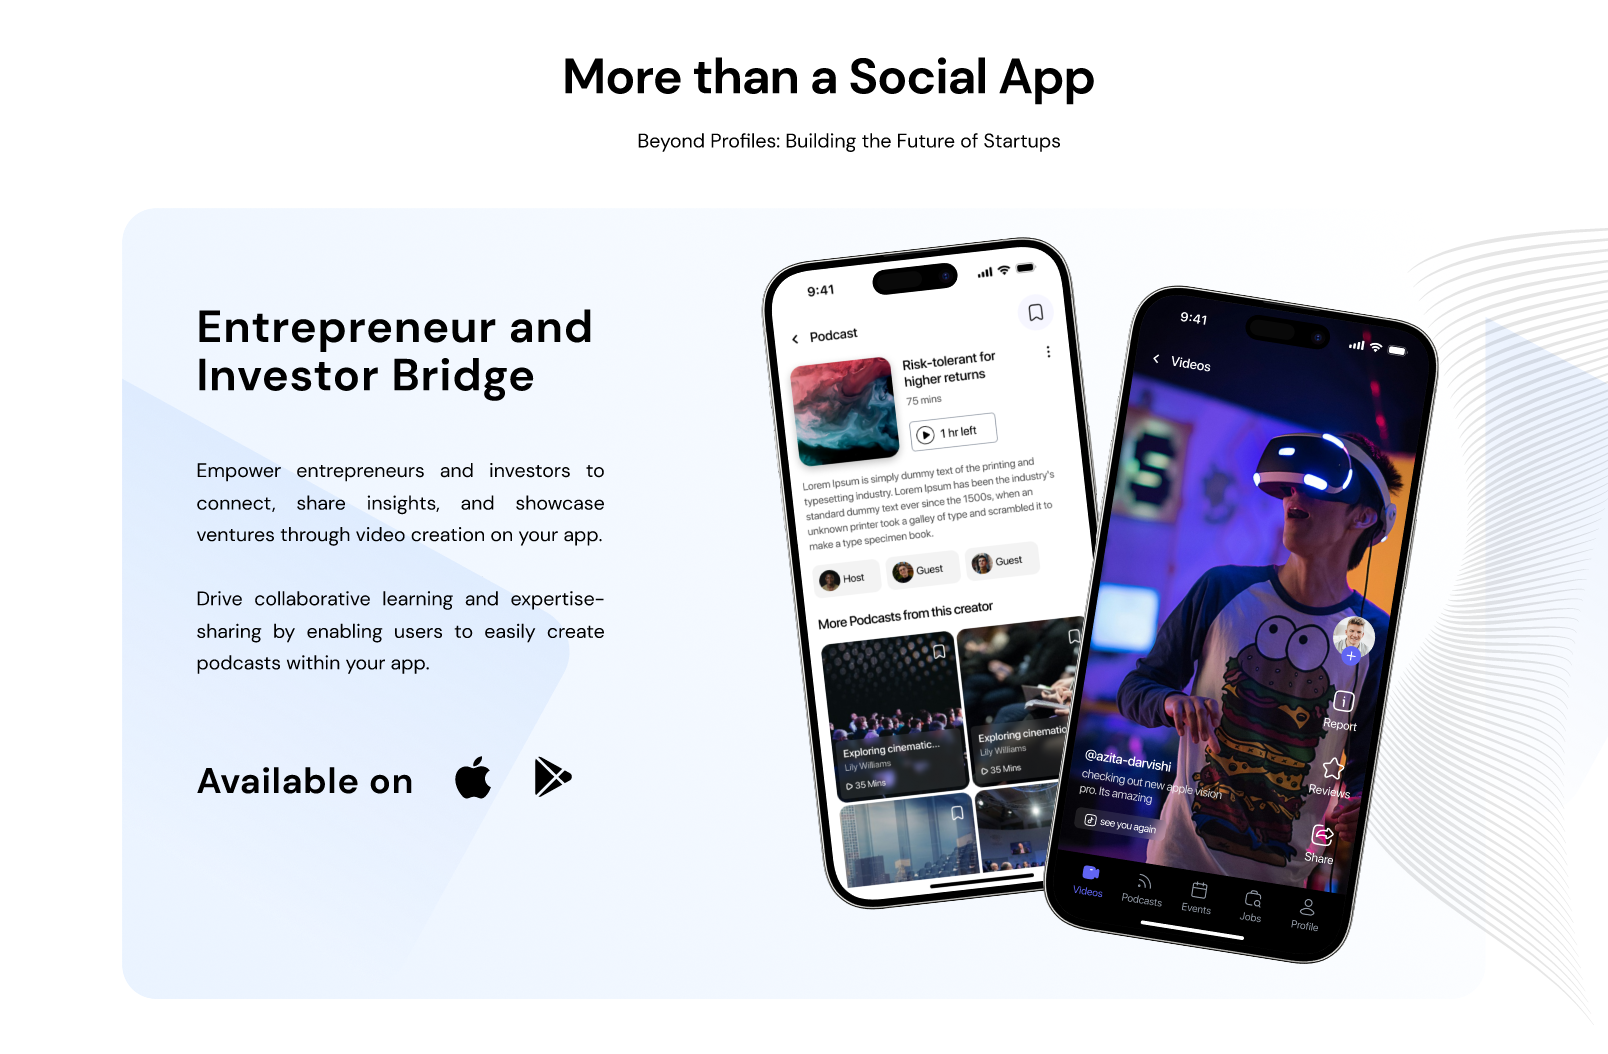 More than a Social App
Beyond Profiles: Building the Future of Startups
Entrepreneur and
Investor Bridge
Empower entrepreneurs and investors to
connect, share insights, and showcase
ventures through video creation on your app.
Drive collaborative learning and expertise-
sharing by enabling users to easily create
podcasts within your app.
Available on
9:41
Podcast
Risk-tolerant for
higher returns
75 mins
1 hr left
Lorem Ipsum is simply dummy text of the printing and
typesetting industry. Lorem Ipsum has been the industry's
standard dummy text ever since the 1500s, when an
unknown printer took a galley of type and scrambled it to
make a type specimen book.
Host
Guest
Guest
More Podcasts from this creator
Exploring cinematic...
Lily Williams
35 Mins
Exploring cinematic
Lily Williams
35 Mins
9:41
Videos
S
Report
Reviews
Share
@azita-darvishi
checking out new apple vision
pro. Its amazing
see you again
Videos
Podcasts
Events
Jobs
Profile